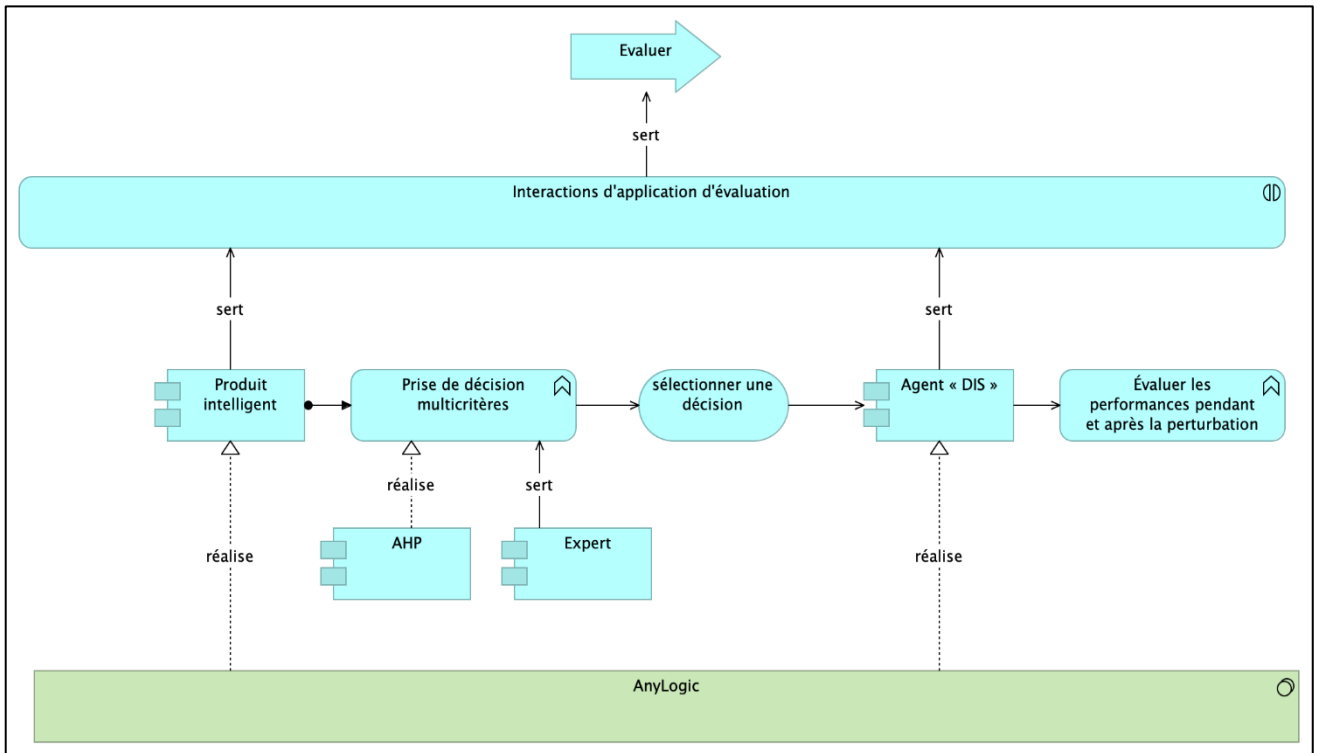 Evaluer
sert
Interactions d'application d'évaluation
sert
sert
Produit
intelligent
Prise de décision
multicritères
sélectionner une
décision
Agent « DIS »
Évaluer les
performances pendant
et après la perturbation
réalise
sert
AHP
Expert
réalise
réalise
AnyLogic